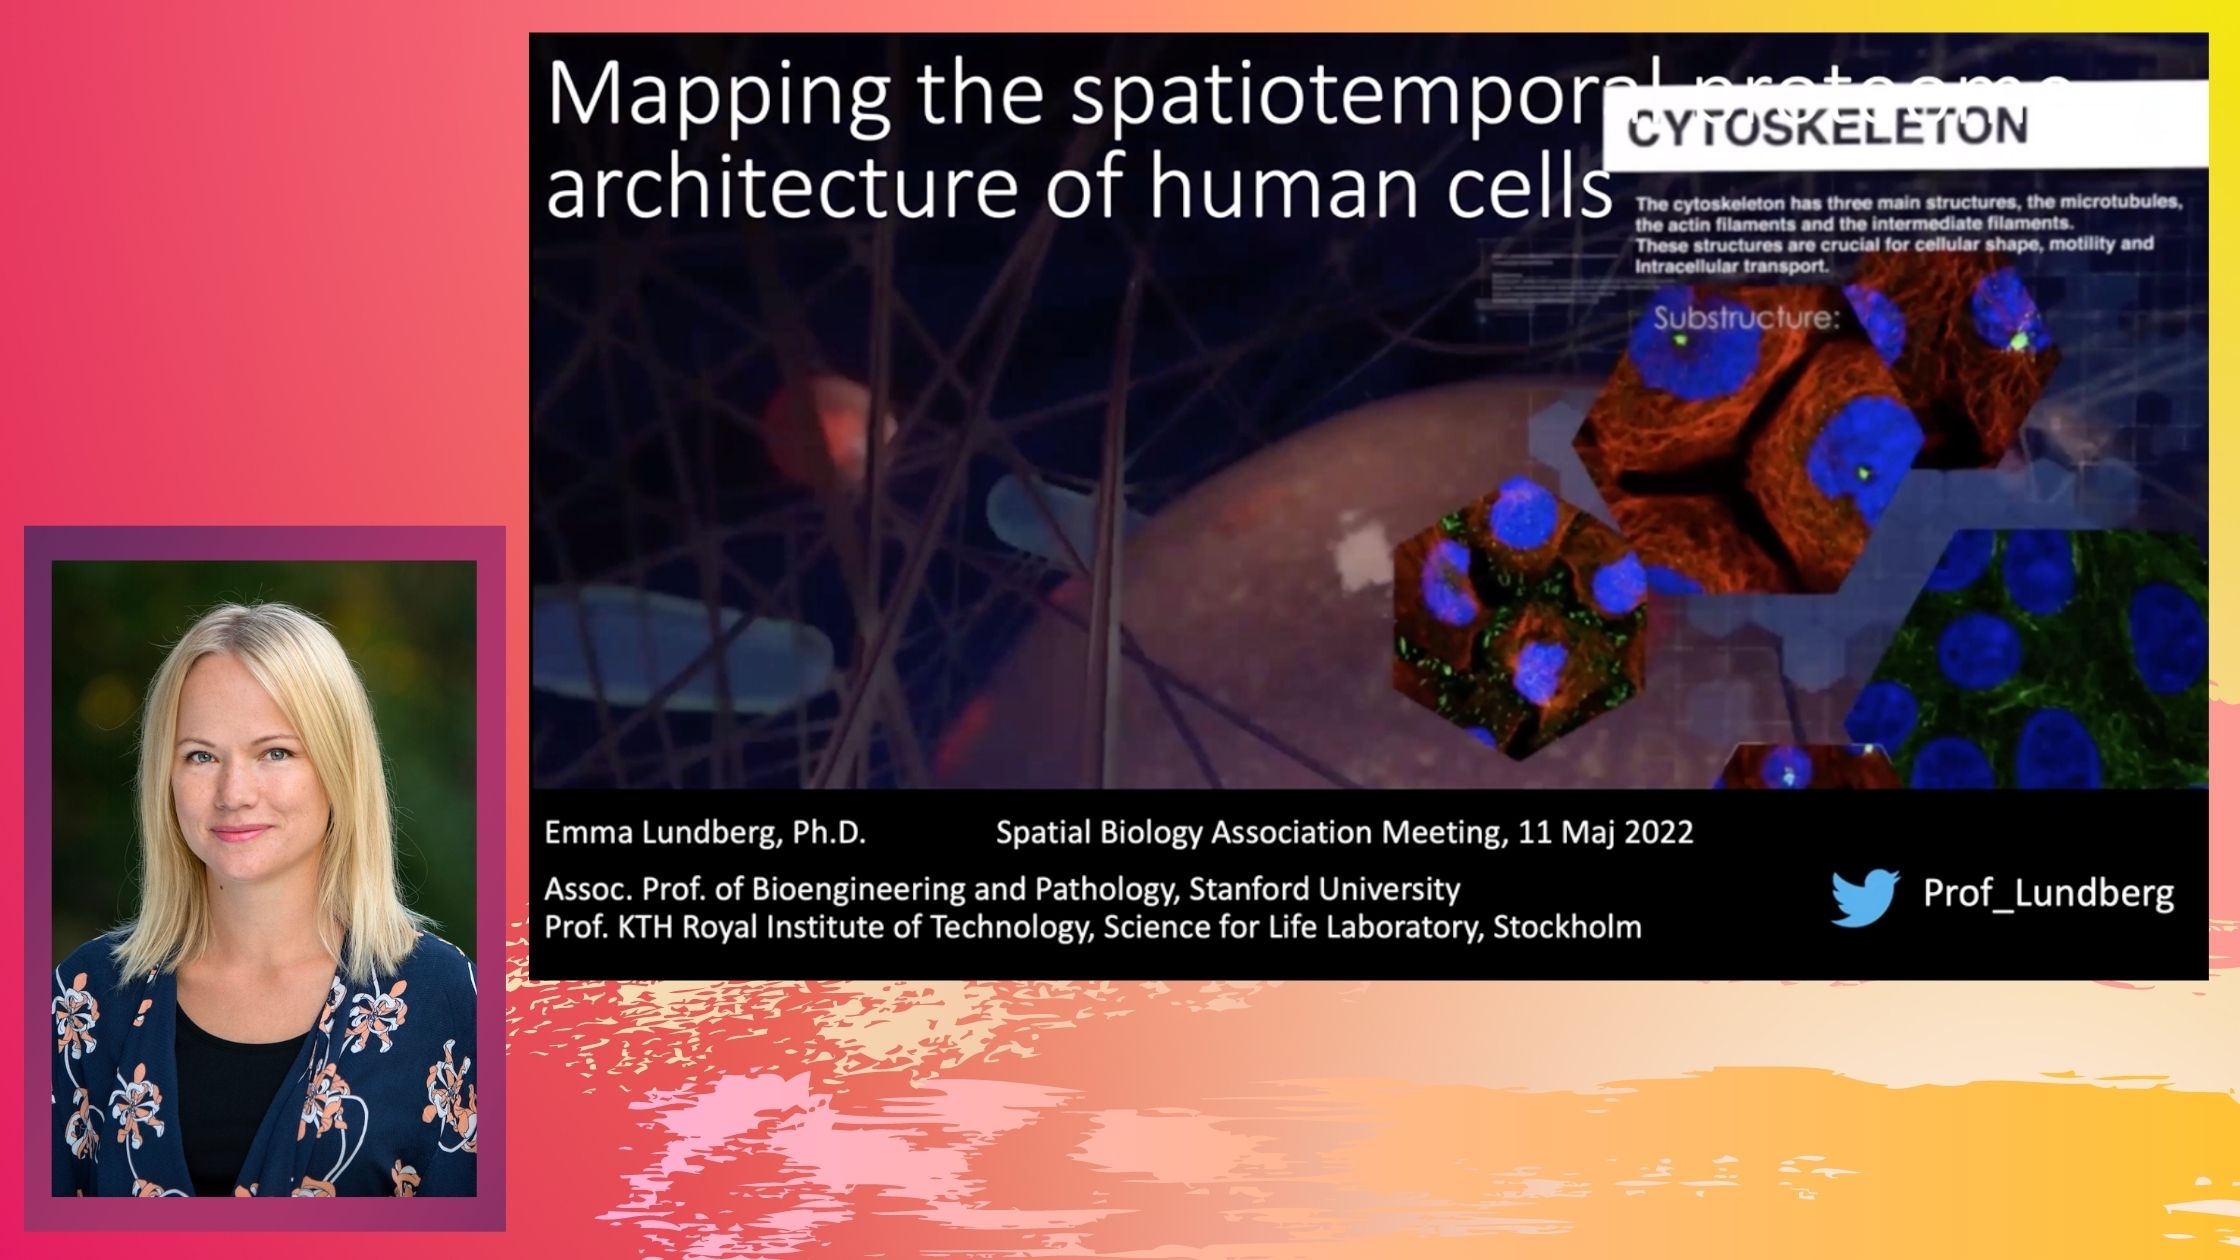 Mapping the spatiotemporal proteome
architecture of human cells
CYTOSKELETON
The cytoskeleton has three main structures, the microtubules,
the actin filaments and the intermediate filaments.
These structures are crucial for cellular shape, motility and
Intracellular transport.
Substructure:
Emma Lundberg, Ph.D. Spatial Biology Association Meeting, 11 Maj 2022
Assoc. Prof. of Bioengineering and Pathology, Stanford University
Prof. KTH Royal Institute of Technology, Science for Life Laboratory, Stockholm
Prof_Lundberg